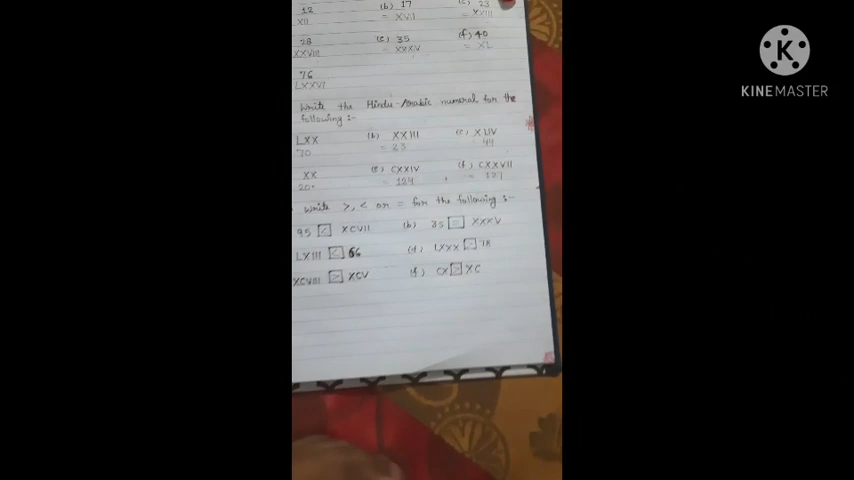 12 (b) 17 (c) 23
XII = XVII = XVIII
28 (e) 35 (f) 40
XXVIII = XXXV = XL
76
LXXVI
Write the Hindu-Arabic numeral for the
following :-
LXX (b) XXIII (c) XLIV
70 = 23 44
XX (e) CXXIV (f) CXXVII
20 = 124 = 127
Write >, < or = for the following :-
95 < XCVII (b) 35 = XXXV
LXIII < 66 (d) LXXX > 78
XCVIII > XCV (f) CX > XC
K
KINEMASTER